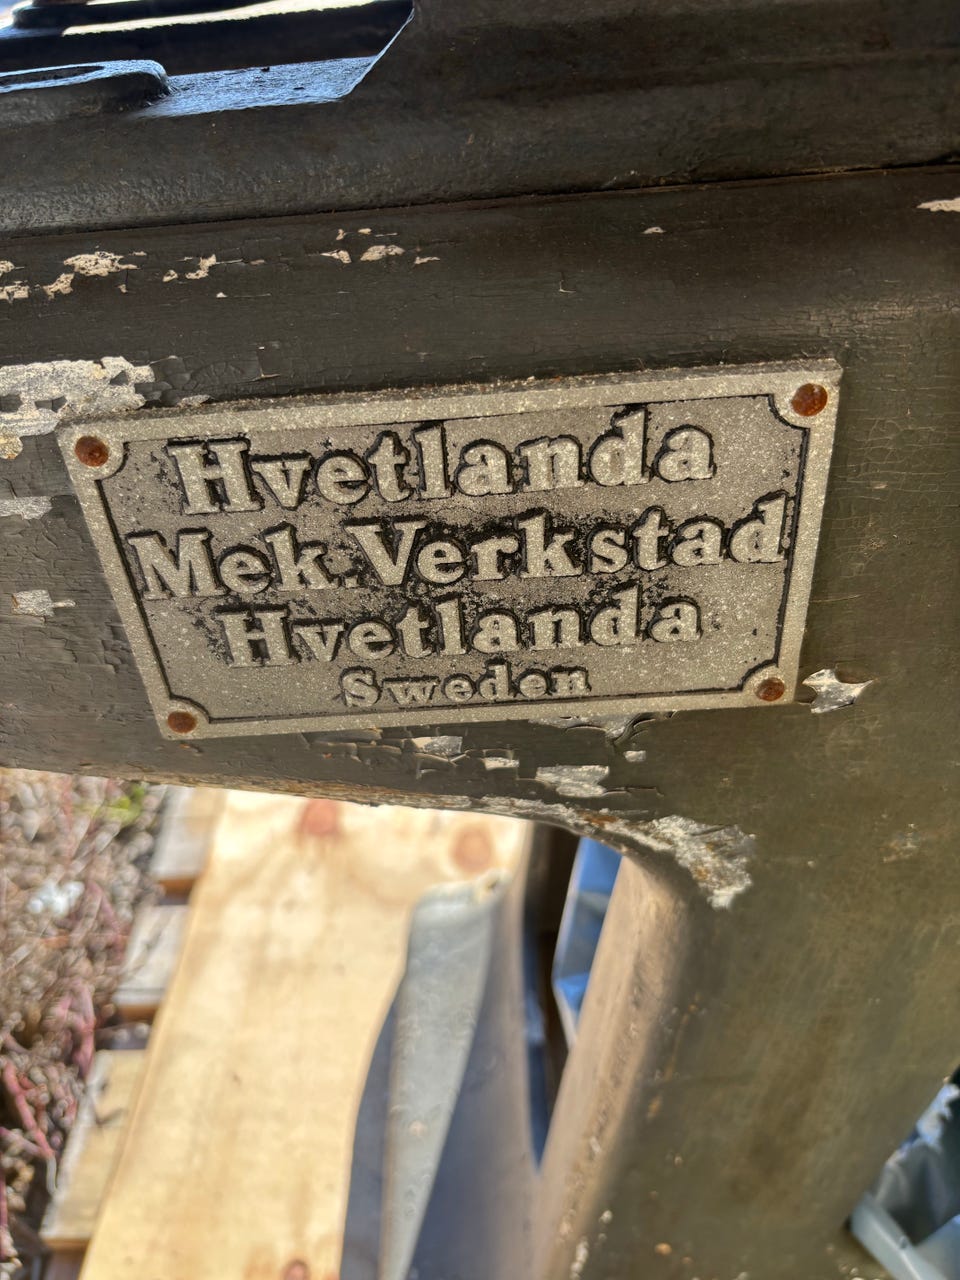 Hvetlanda
Mek. Verkstad
Hvetlanda
Sweden